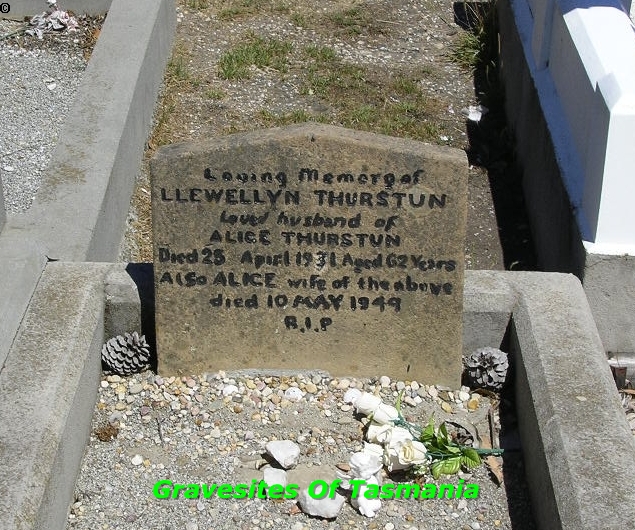 ©
Loving Memory of
LLEWELLYN THURSTUN
loved husband of
ALICE THURSTUN
Died 25 April 1931 Aged 62 Years
Also ALICE wife of the above
died 10 MAY 1949
R.I.P
Gravesites Of Tasmania